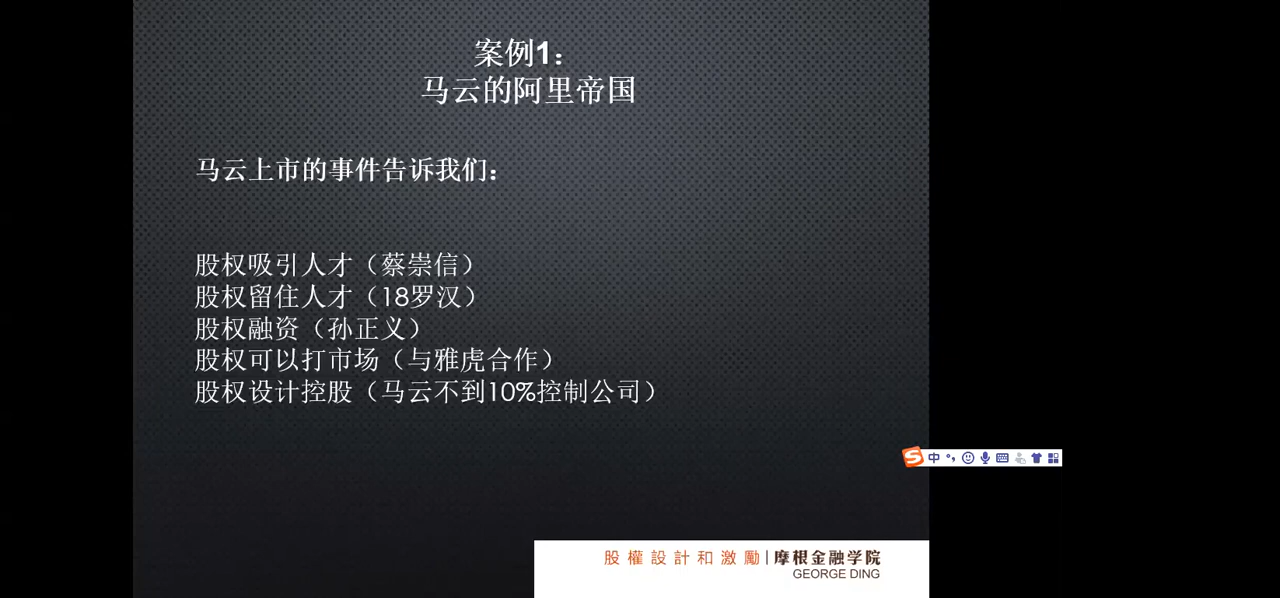 案例1：
马云的阿里帝国
马云上市的事件告诉我们：
股权吸引人才（蔡崇信）
股权留住人才（18罗汉）
股权融资（孙正义）
股权可以打市场（与雅虎合作）
股权设计控股（马云不到10%控制公司）
中
股權設計和激勵|摩根金融学院
GEORGE DING